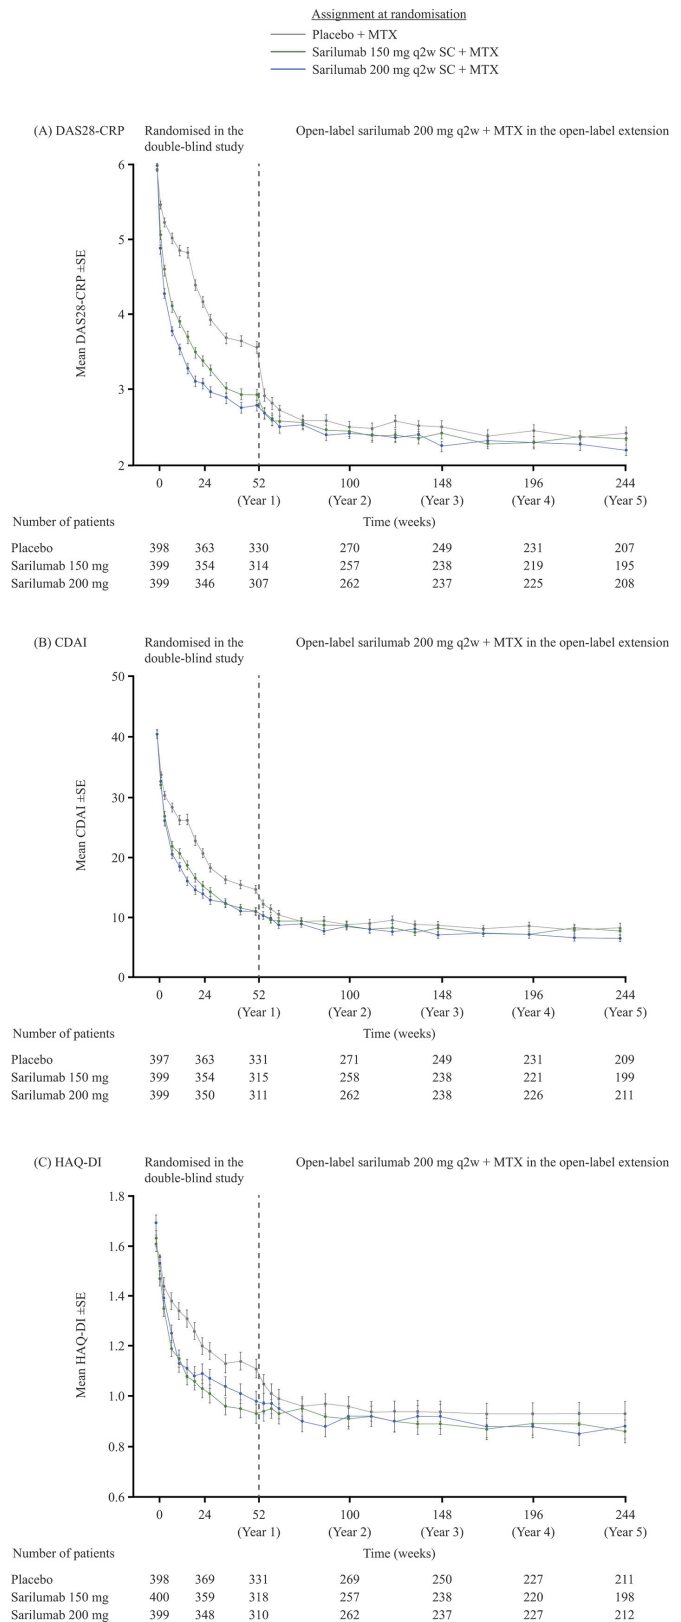 Assignment at randomisation
Placebo + MTX
Sarilumab 150 mg q2w SC + MTX
Sarilumab 200 mg q2w SC + MTX
(A) DAS28-CRP
Randomised in the
double-blind study
Open-label sarilumab 200 mg q2w + MTX in the open-label extension
Mean DAS28-CRP ±SE
6
5
4
3
2
0 24 52 100 148 196 244
(Year 1) (Year 2) (Year 3) (Year 4) (Year 5)
Number of patients Time (weeks)
Placebo 398 363 330 270 249 231 207
Sarilumab 150 mg 399 354 314 257 238 219 195
Sarilumab 200 mg 399 346 307 262 237 225 208
(B) CDAI
Randomised in the
double-blind study
Open-label sarilumab 200 mg q2w + MTX in the open-label extension
Mean CDAI ±SE
50
40
30
20
10
0
0 24 52 100 148 196 244
(Year 1) (Year 2) (Year 3) (Year 4) (Year 5)
Number of patients Time (weeks)
Placebo 397 363 331 271 249 231 209
Sarilumab 150 mg 399 354 315 258 238 221 199
Sarilumab 200 mg 399 350 311 262 238 226 211
(C) HAQ-DI
Randomised in the
double-blind study
Open-label sarilumab 200 mg q2w + MTX in the open-label extension
Mean HAQ-DI ±SE
1.8
1.6
1.4
1.2
1.0
0.8
0.6
0 24 52 100 148 196 244
(Year 1) (Year 2) (Year 3) (Year 4) (Year 5)
Number of patients Time (weeks)
Placebo 398 369 331 269 250 227 211
Sarilumab 150 mg 400 359 318 257 238 220 198
Sarilumab 200 mg 399 348 310 262 237 227 212